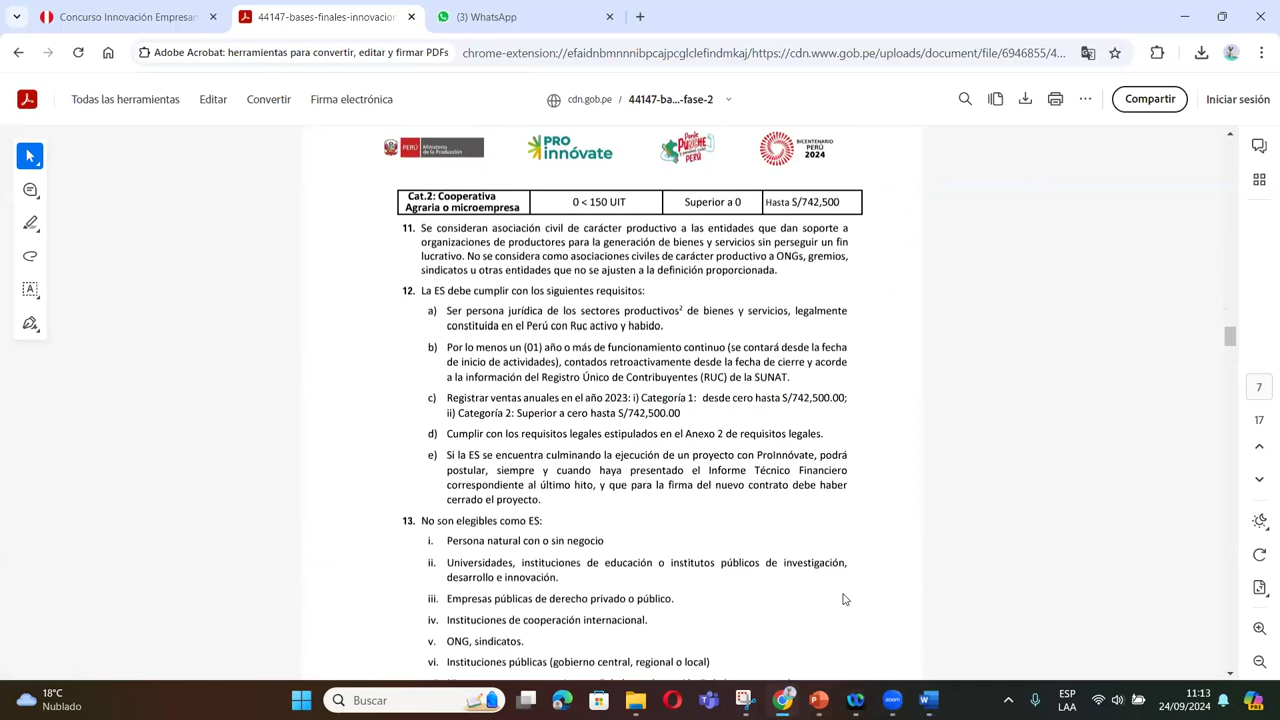 Concurso Innovación Empresar
44147-bases-finales-innovacion
(3) WhatsApp
Adobe Acrobat: herramientas para convertir, editar y firmar PDFs
chrome-extension://efaidnbmnnnibpcajpcglclefindmkaj/https://cdn.www.gob.pe/uploads/document/file/6946855/4...
Todas las herramientas
Editar
Convertir
Firma electrónica
cdn.gob.pe / 44147-ba...-fase-2
Compartir
Iniciar sesión
PERÚ Ministerio de la Producción
PRO innóvate
Ponle PUNCHE PERÚ
BICENTENARIO PERÚ 2024
Cat.2: Cooperativa
Agraria o microempresa
0 < 150 UIT
Superior a 0
Hasta S/742,500
11. Se consideran asociación civil de carácter productivo a las entidades que dan soporte a
organizaciones de productores para la generación de bienes y servicios sin perseguir un fin
lucrativo. No se considera como asociaciones civiles de carácter productivo a ONGs, gremios,
sindicatos u otras entidades que no se ajusten a la definición proporcionada.
12. La ES debe cumplir con los siguientes requisitos:
a) Ser persona jurídica de los sectores productivos² de bienes y servicios, legalmente
constituida en el Perú con Ruc activo y habido.
b) Por lo menos un (01) año o más de funcionamiento continuo (se contará desde la fecha
de inicio de actividades), contados retroactivamente desde la fecha de cierre y acorde
a la información del Registro Único de Contribuyentes (RUC) de la SUNAT.
c) Registrar ventas anuales en el año 2023: i) Categoría 1: desde cero hasta S/742,500.00;
ii) Categoría 2: Superior a cero hasta S/742,500.00
d) Cumplir con los requisitos legales estipulados en el Anexo 2 de requisitos legales.
e) Si la ES se encuentra culminando la ejecución de un proyecto con ProInnóvate, podrá
postular, siempre y cuando haya presentado el Informe Técnico Financiero
correspondiente al último hito, y que para la firma del nuevo contrato debe haber
cerrado el proyecto.
13. No son elegibles como ES:
i. Persona natural con o sin negocio
ii. Universidades, instituciones de educación o institutos públicos de investigación,
desarrollo e innovación.
iii. Empresas públicas de derecho privado o público.
iv. Instituciones de cooperación internacional.
v. ONG, sindicatos.
vi. Instituciones públicas (gobierno central, regional o local)
7
17
18°C
Nublado
Buscar
ESP
LAA
11:13
24/09/2024